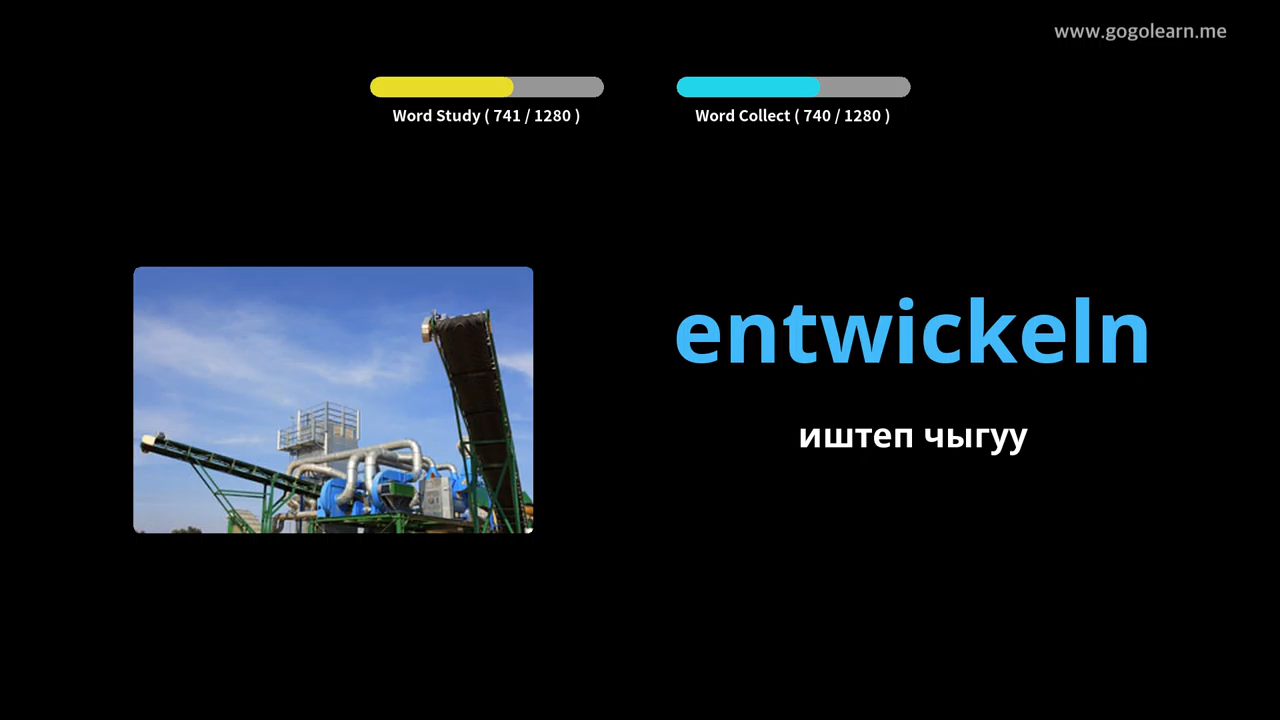 www.gogolearn.me
Word Study ( 741 / 1280 )
Word Collect ( 740 / 1280 )
entwickeln
иштеп чыгуу